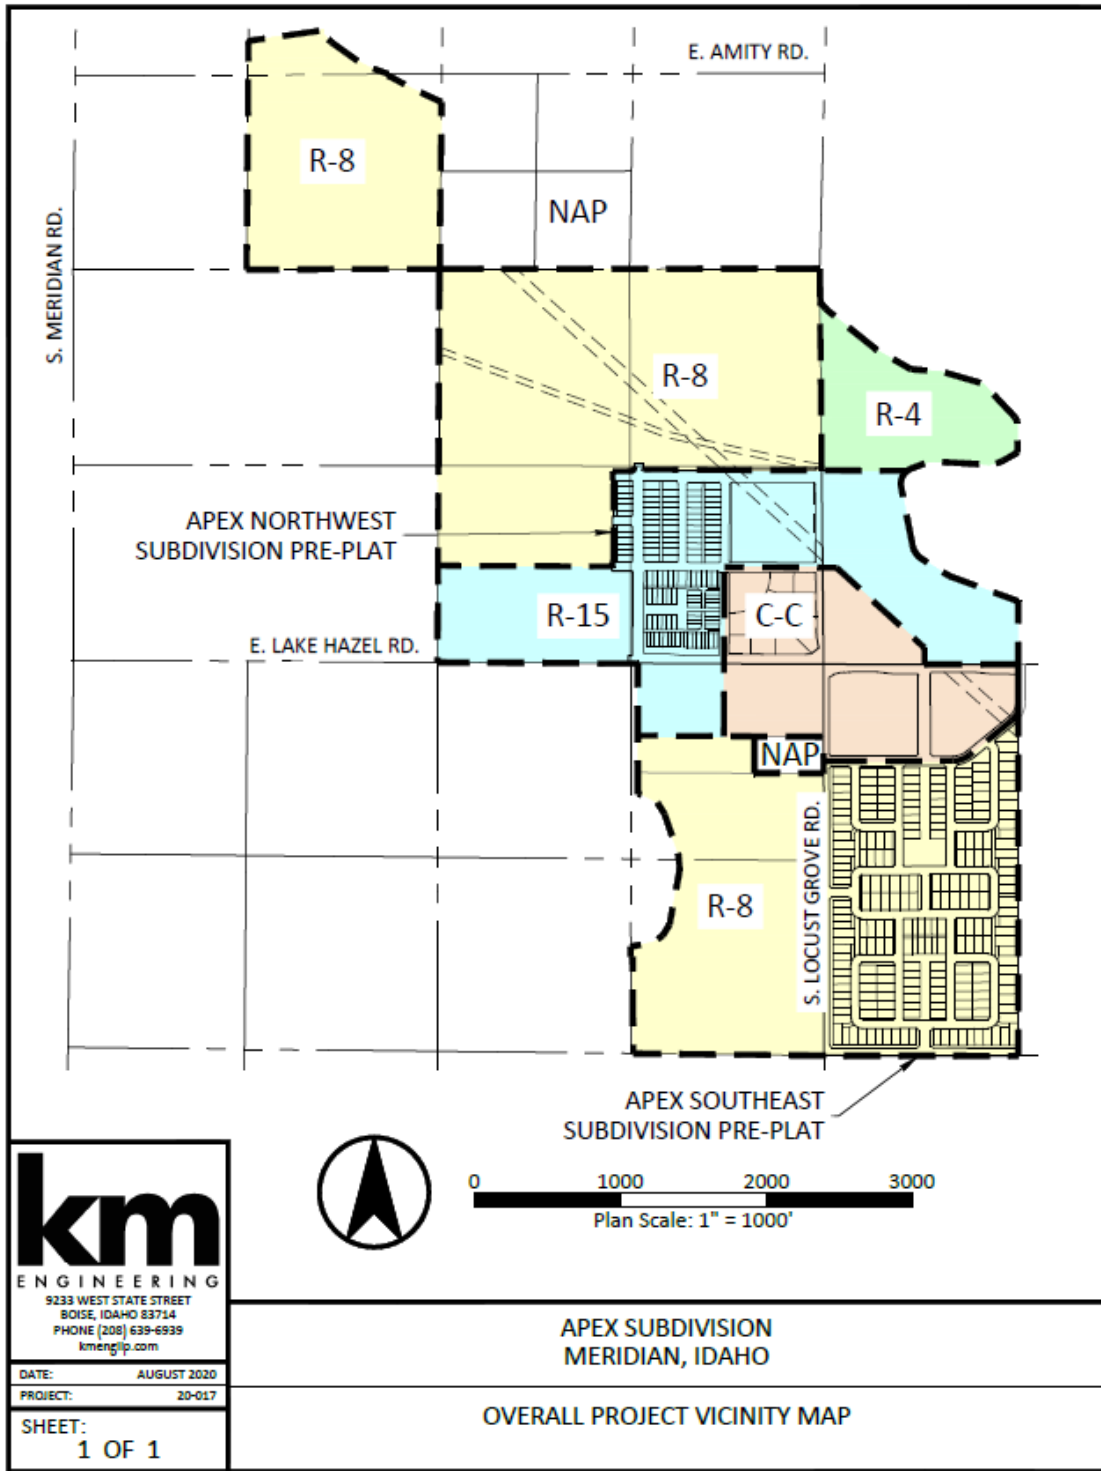 E. AMITY RD.
R-8
NAP
S. MERIDIAN RD.
R-8
R-4
APEX NORTHWEST
SUBDIVISION PRE-PLAT
R-15
C-C
E. LAKE HAZEL RD.
NAP
S. LOCUST GROVE RD.
R-8
APEX SOUTHEAST
SUBDIVISION PRE-PLAT
0 1000 2000 3000
Plan Scale: 1" = 1000'
km
ENGINEERING
9233 WEST STATE STREET
BOISE, IDAHO 83714
PHONE (208) 639-6939
kmengllp.com
DATE: AUGUST 2020
PROJECT: 20-017
SHEET:
1 OF 1
APEX SUBDIVISION
MERIDIAN, IDAHO
OVERALL PROJECT VICINITY MAP